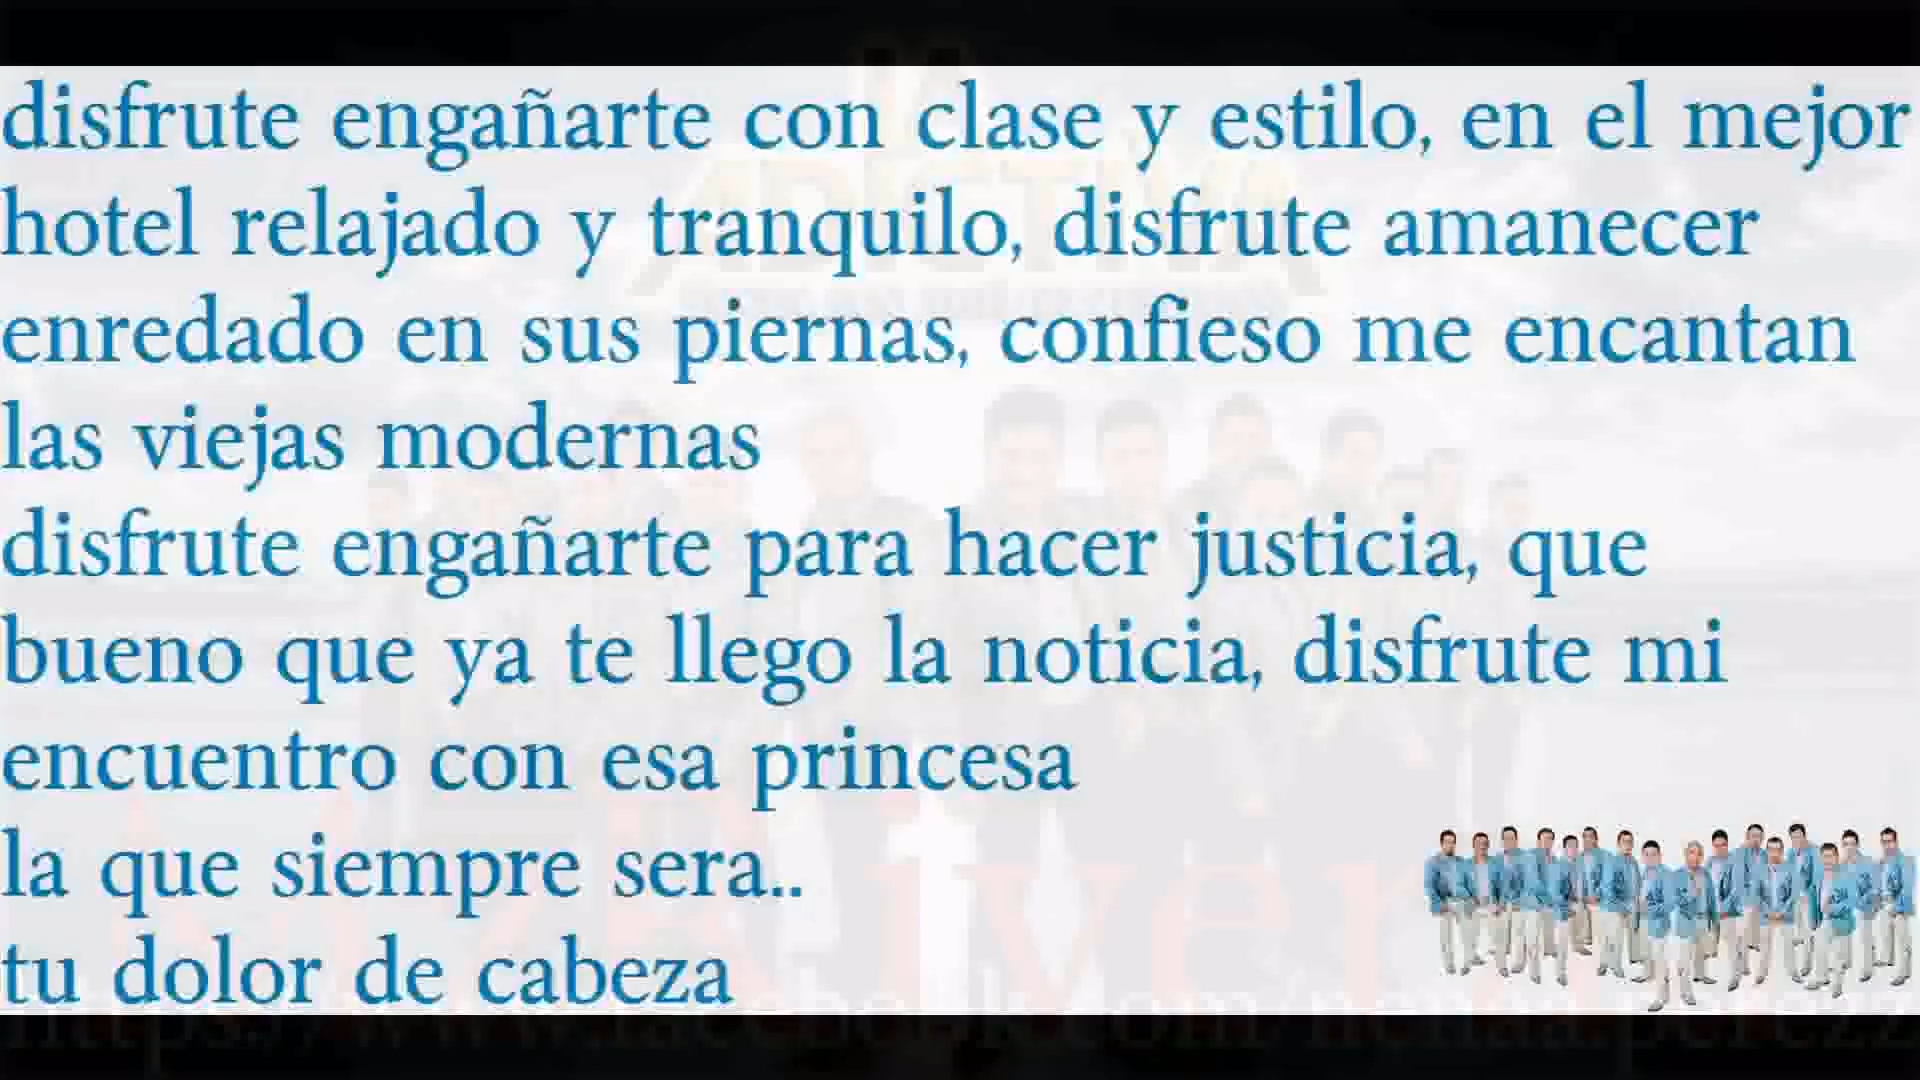 disfrute engañarte con clase y estilo, en el mejor
hotel relajado y tranquilo, disfrute amanecer
enredado en sus piernas, confieso me encantan
las viejas modernas
disfrute engañarte para hacer justicia, que
bueno que ya te llego la noticia, disfrute mi
encuentro con esa princesa
la que siempre sera..
tu dolor de cabeza
ADICTIVA